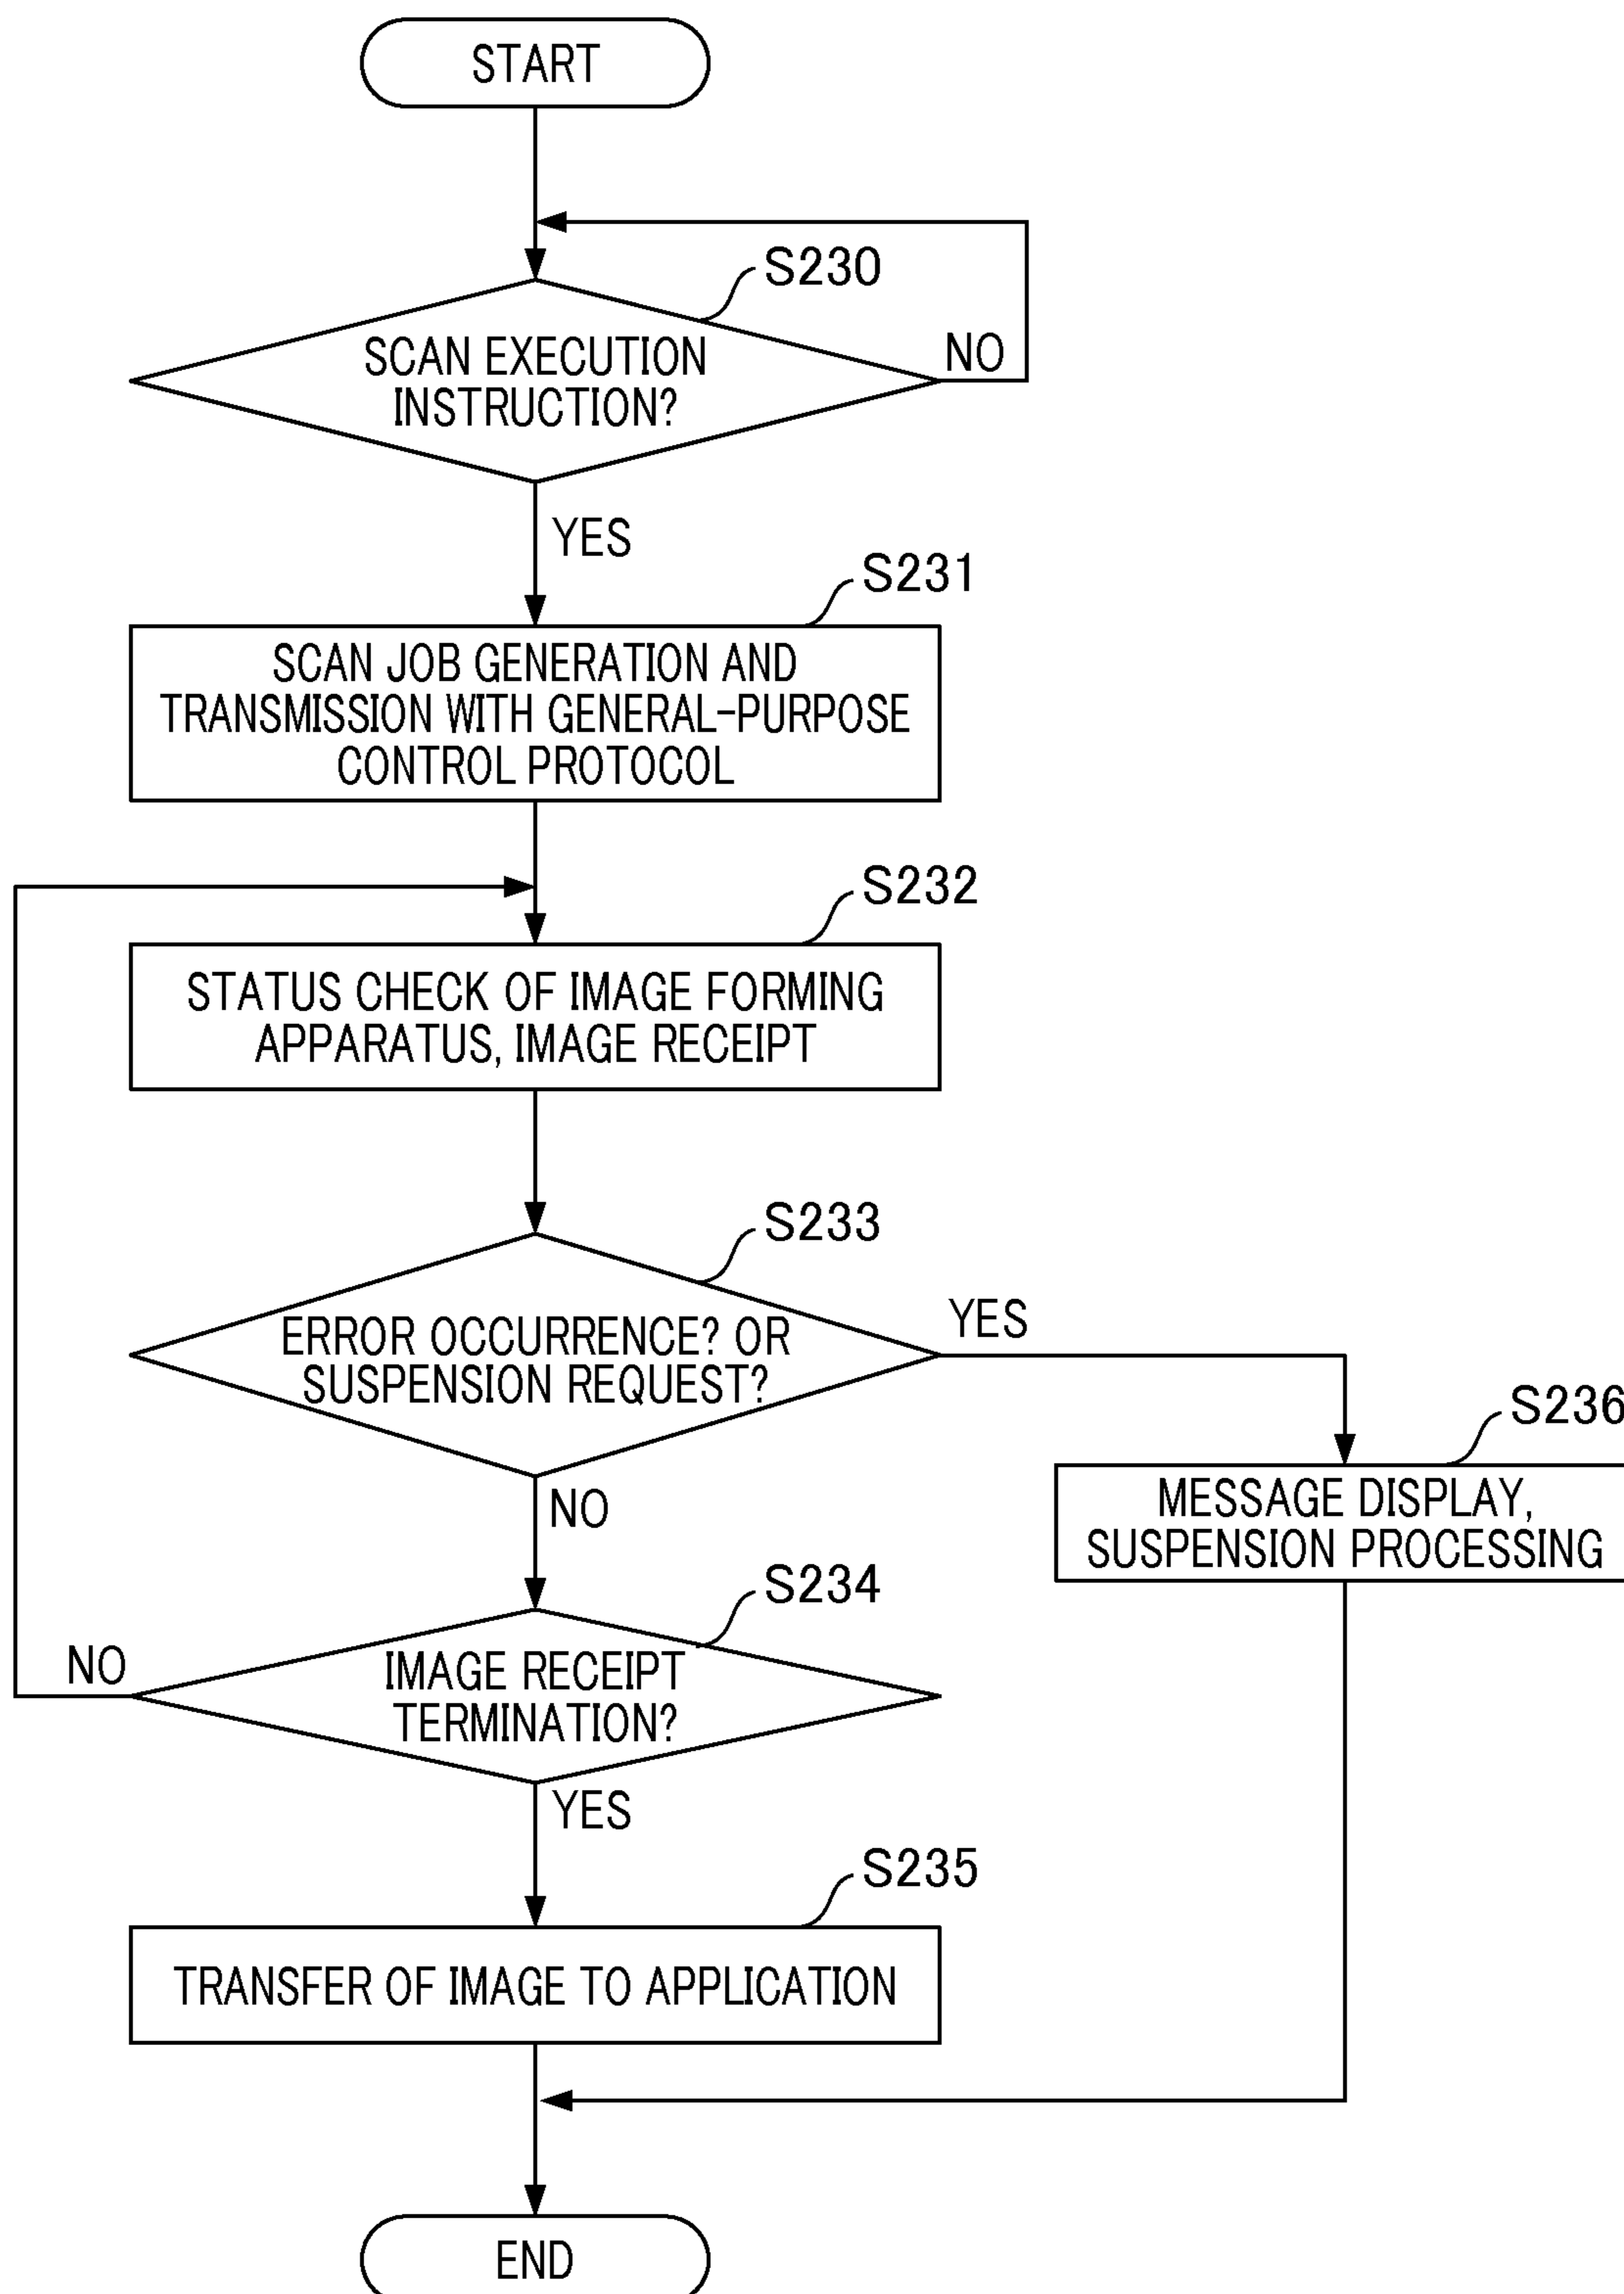 START
S230
SCAN EXECUTION
INSTRUCTION?
NO
YES
S231
SCAN JOB GENERATION AND
TRANSMISSION WITH GENERAL-PURPOSE
CONTROL PROTOCOL
S232
STATUS CHECK OF IMAGE FORMING
APPARATUS, IMAGE RECEIPT
S233
ERROR OCCURRENCE? OR
SUSPENSION REQUEST?
YES
S236
MESSAGE DISPLAY,
SUSPENSION PROCESSING
NO
S234
IMAGE RECEIPT
TERMINATION?
NO
YES
S235
TRANSFER OF IMAGE TO APPLICATION
END